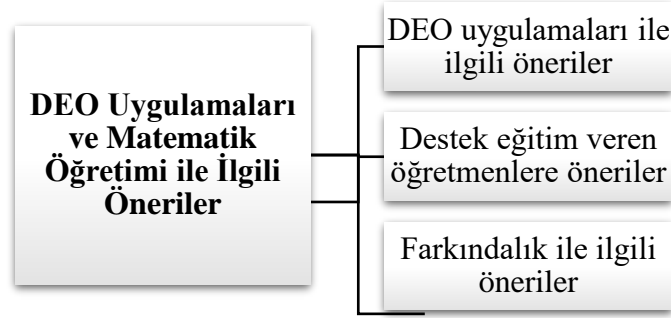 DEO Uygulamaları
ve Matematik
Öğretimi ile İlgili
Öneriler
DEO uygulamaları ile
ilgili öneriler
Destek eğitim veren
öğretmenlere öneriler
Farkındalık ile ilgili
öneriler